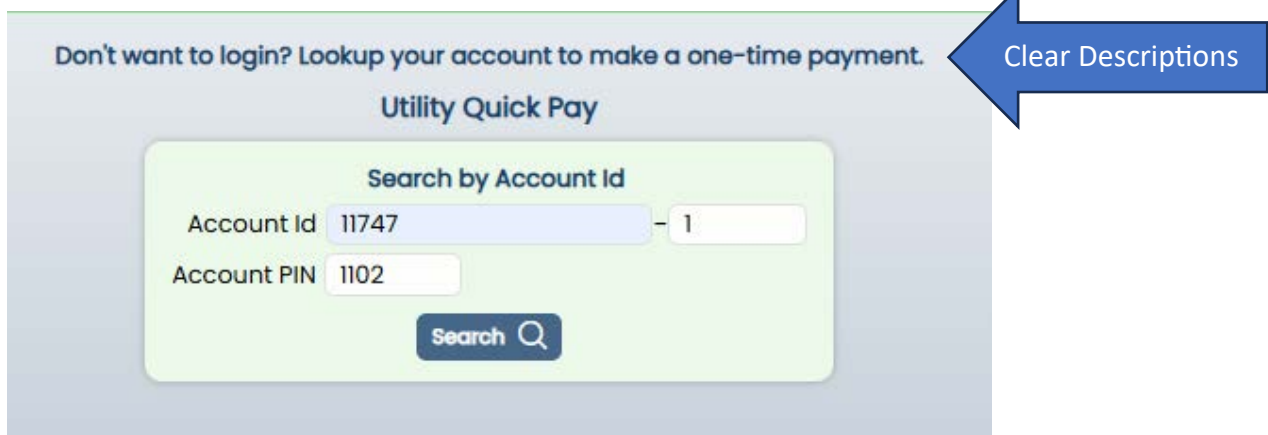 Don't want to login? Lookup your account to make a one-time payment.
Clear Descriptions
Utility Quick Pay
Search by Account Id
Account Id 11747 - 1
Account PIN 1102
Search